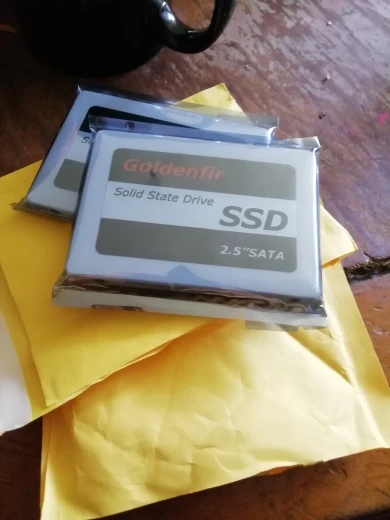 Goldenfir
Solid State Drive
SSD
2.5"SATA